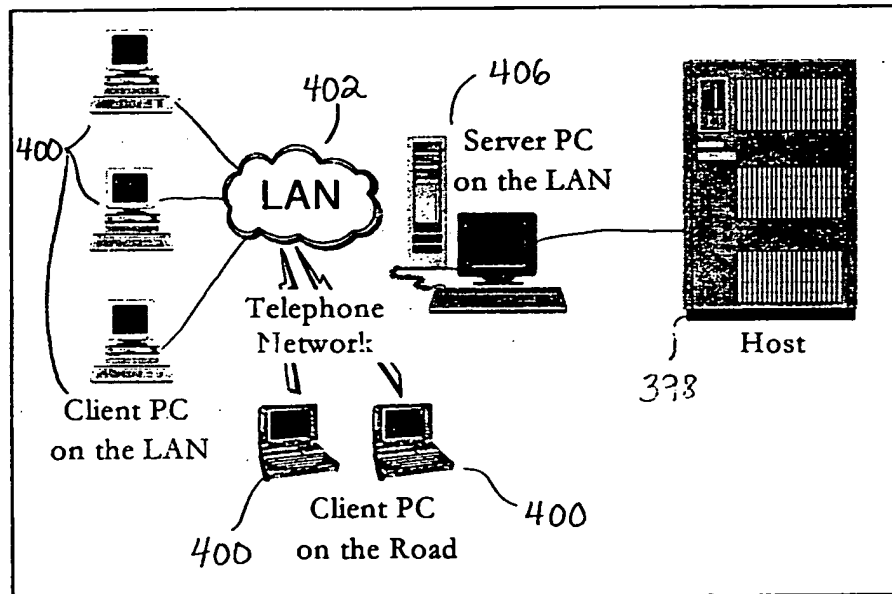 402
406
400
LAN
Server PC
on the LAN
Telephone
Network
Host
398
Client PC
on the LAN
400
Client PC
on the Road
400